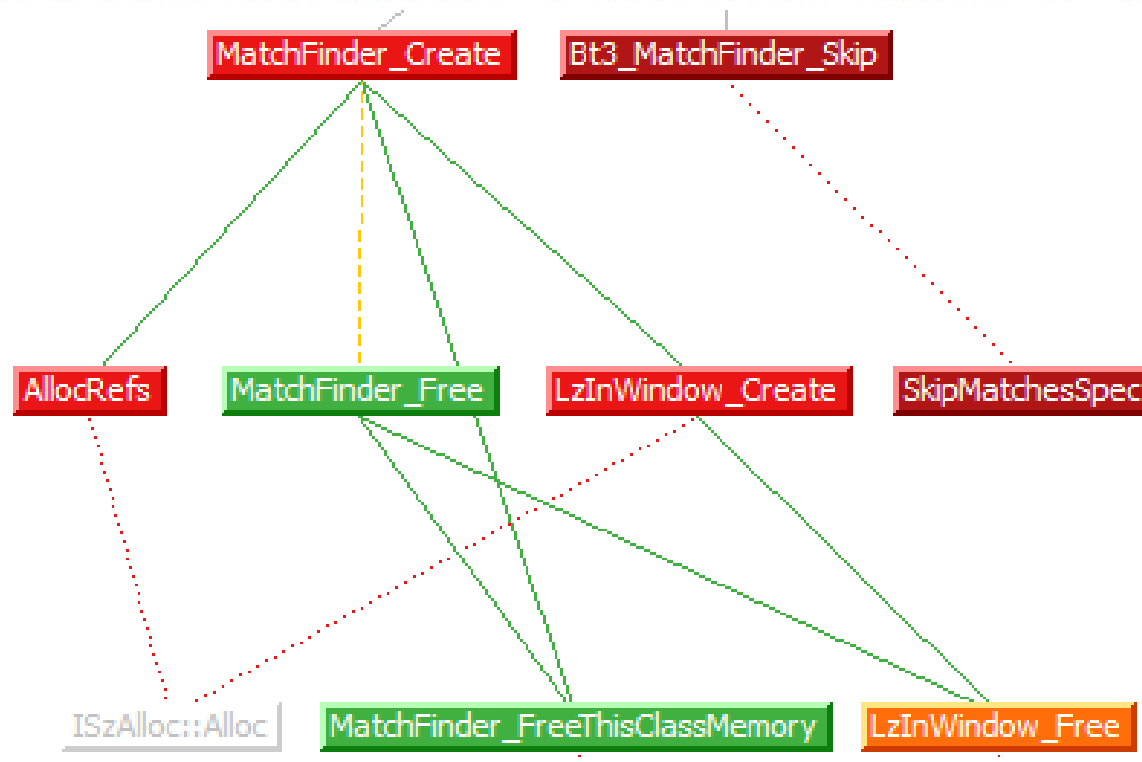 MatchFinder_Create
Bt3_MatchFinder_Skip
AllocRefs
MatchFinder_Free
LzInWindow_Create
SkipMatchesSpec
ISzAlloc::Alloc
MatchFinder_FreeThisClassMemory
LzInWindow_Free